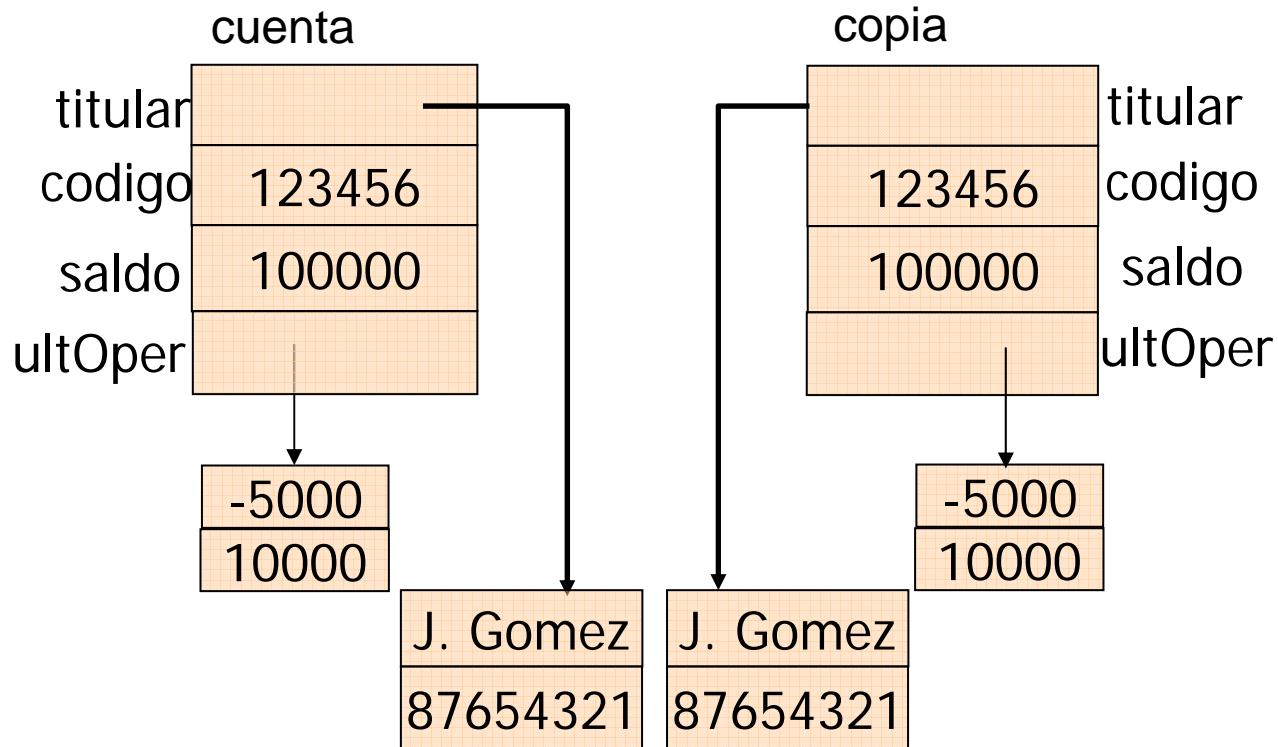 cuenta
copia
titular
titular
codigo
123456
123456
codigo
saldo
100000
100000
saldo
ultOper
ultOper
-5000
10000
-5000
10000
J. Gomez
87654321
J. Gomez
87654321